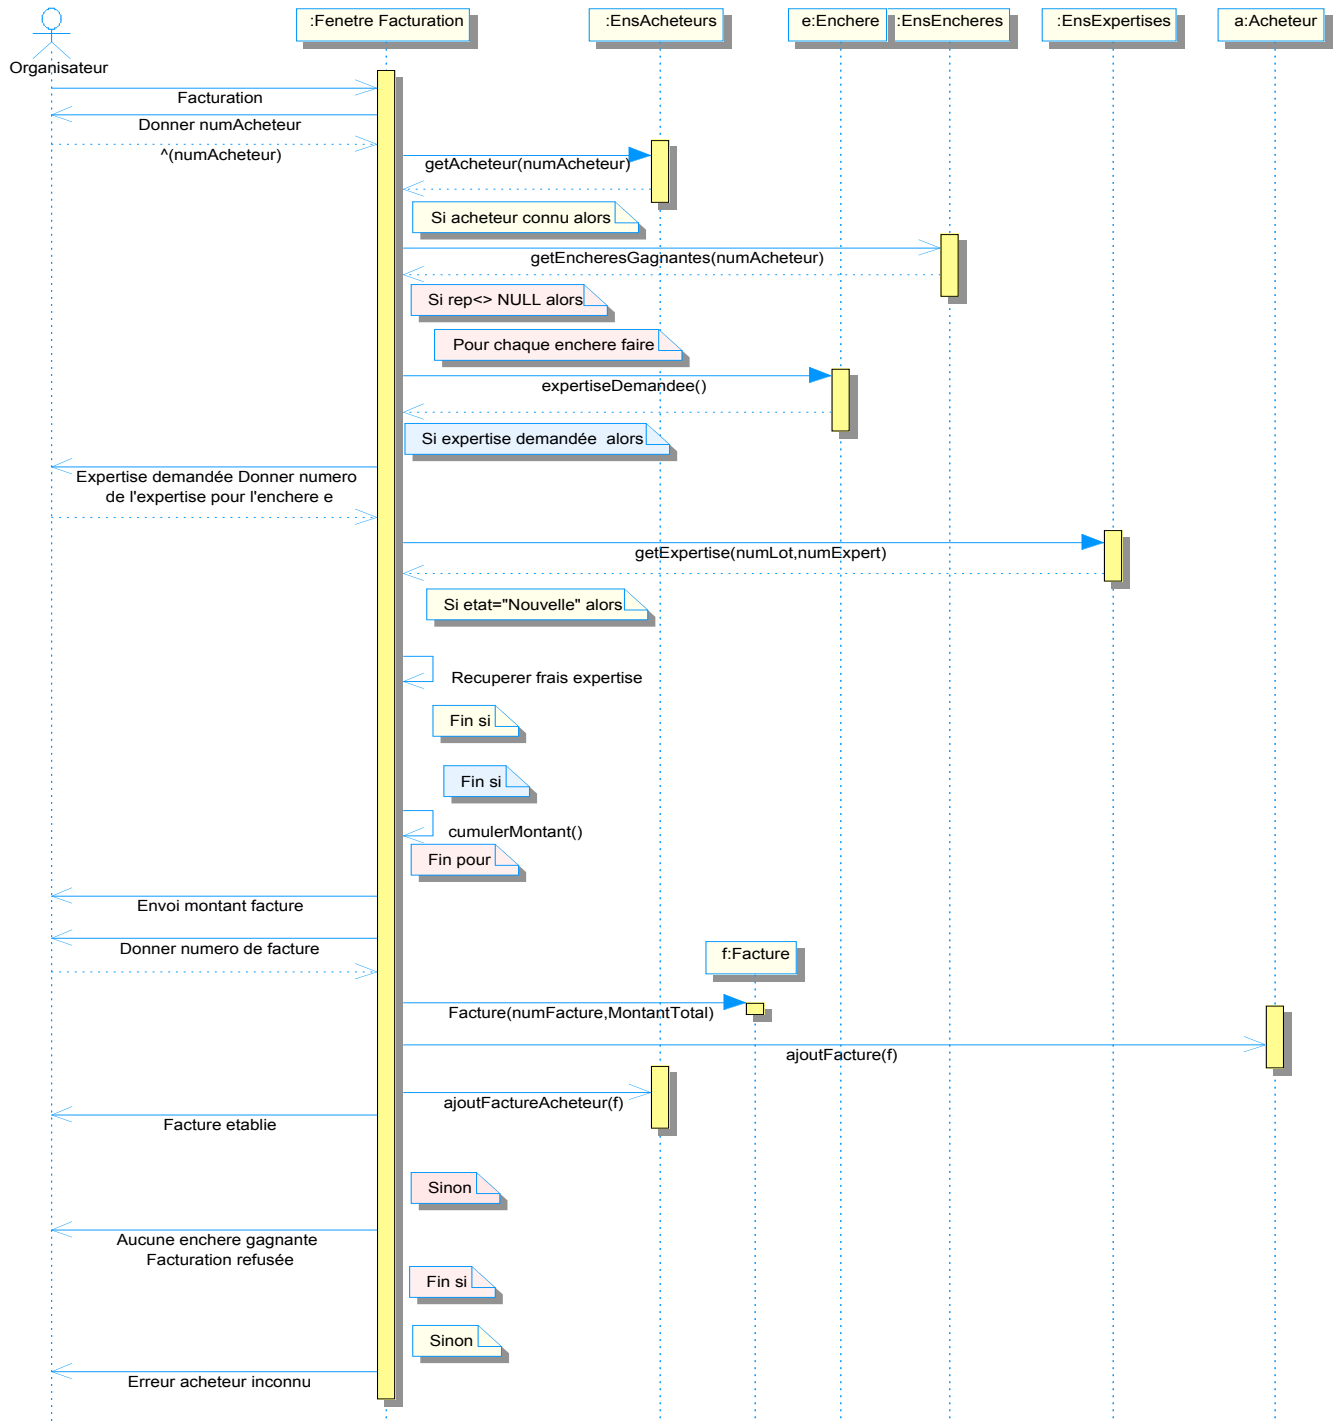 :Fenetre Facturation
:EnsAcheteurs
e:Enchere
:EnsEncheres
:EnsExpertises
a:Acheteur
Organisateur
Facturation
Donner numAcheteur
^(numAcheteur)
getAcheteur(numAcheteur)
Si acheteur connu alors
getEncheresGagnantes(numAcheteur)
Si rep<> NULL alors
Pour chaque enchere faire
expertiseDemandee()
Si expertise demandée  alors
Expertise demandée Donner numero
de l'expertise pour l'enchere e
getExpertise(numLot,numExpert)
Si etat="Nouvelle" alors
Recuperer frais expertise
Fin si
Fin si
cumulerMontant()
Fin pour
Envoi montant facture
Donner numero de facture
f:Facture
Facture(numFacture,MontantTotal)
ajoutFacture(f)
ajoutFactureAcheteur(f)
Facture etablie
Sinon
Aucune enchere gagnante
Facturation refusée
Fin si
Sinon
Erreur acheteur inconnu